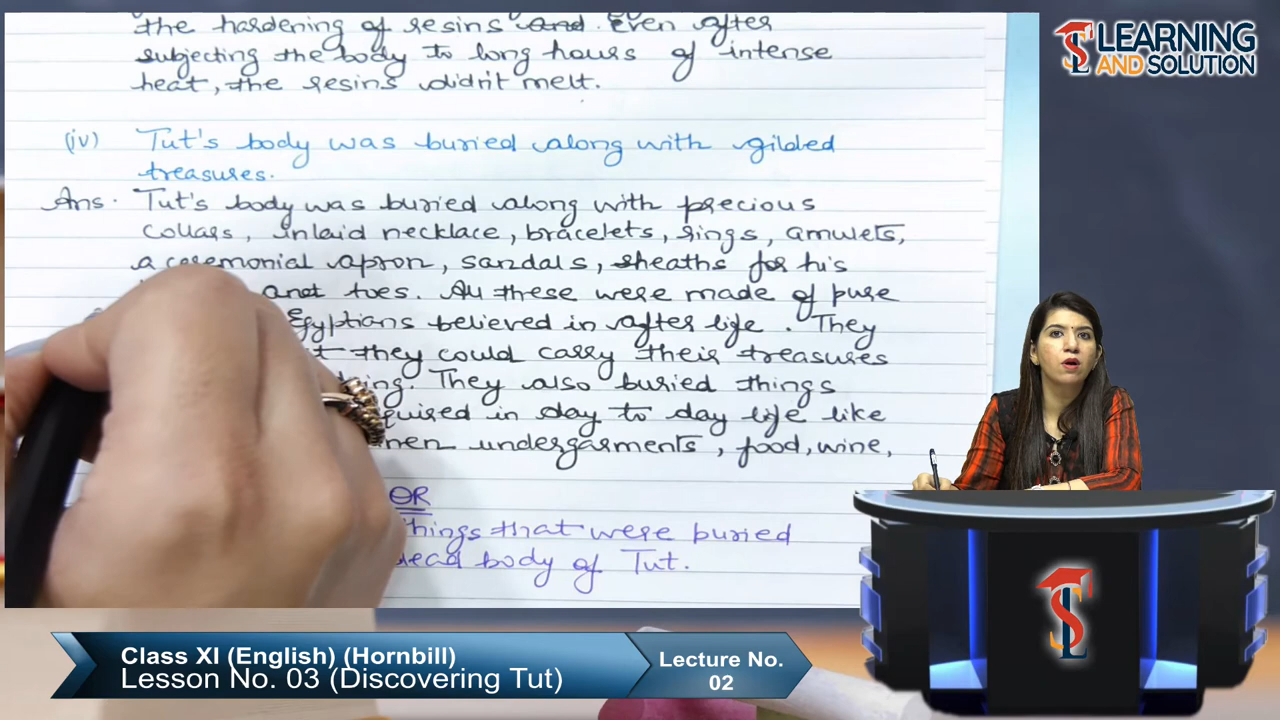 the hardening of resins and. Even after
subjecting the body to long hours of intense
heat, the resins didn't melt.
(iv) Tut's body was buried along with gilded
treasures.
Ans. Tut's body was buried along with precious
collars, inlaid necklace, bracelets, rings, amulets,
a ceremonial apron, sandals, sheaths for his
and toes. All these were made of pure
Egyptians believed in after life. They
they could carry their treasures
They also buried things
in day to day life like
undergarments, food, wine,
OR
things that were buried
dead body of Tut.
LEARNING
AND SOLUTION
Class XI (English) (Hornbill)
Lesson No. 03 (Discovering Tut)
Lecture No.
02